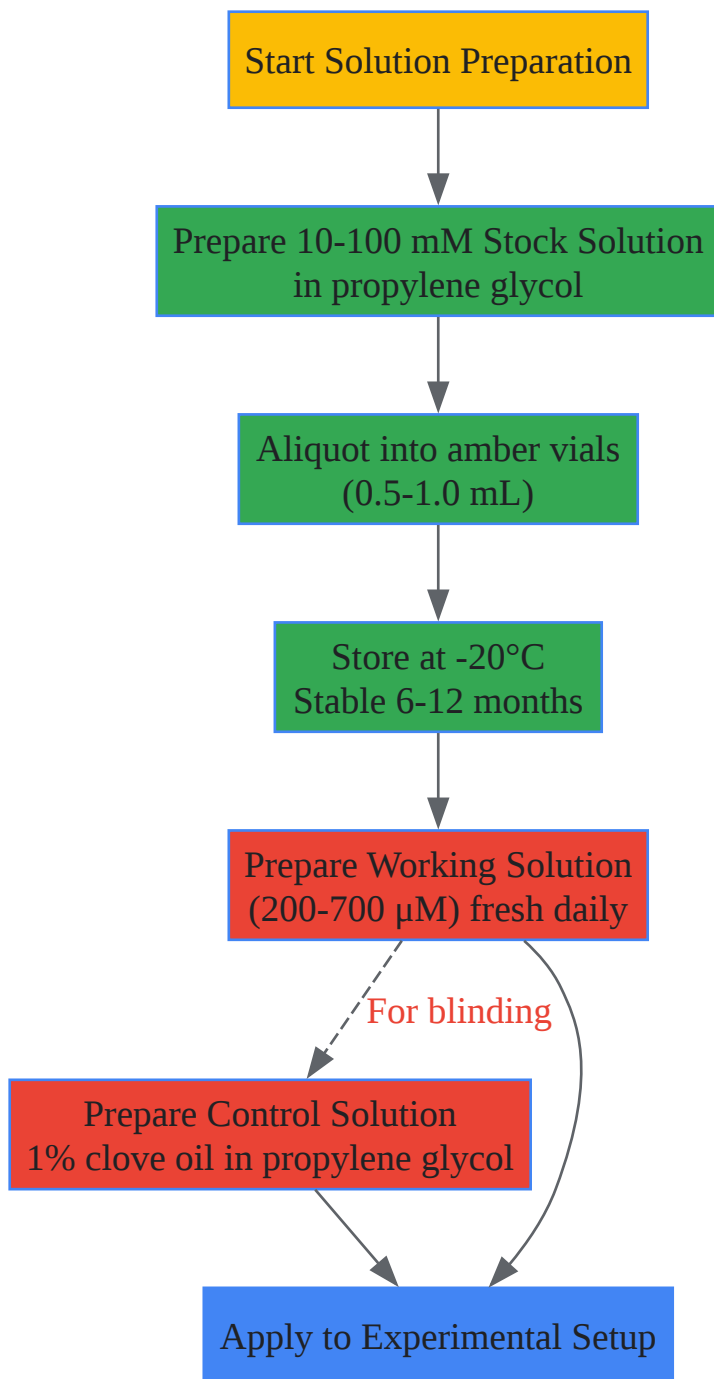 Start Solution Preparation
Prepare 10-100 mM Stock Solution
in propylene glycol
Aliquot into amber vials
(0.5-1.0 mL)
Store at -20°C
Stable 6-12 months
Prepare Working Solution
(200-700 μM) fresh daily
For blinding
Prepare Control Solution
1% clove oil in propylene glycol
Apply to Experimental Setup